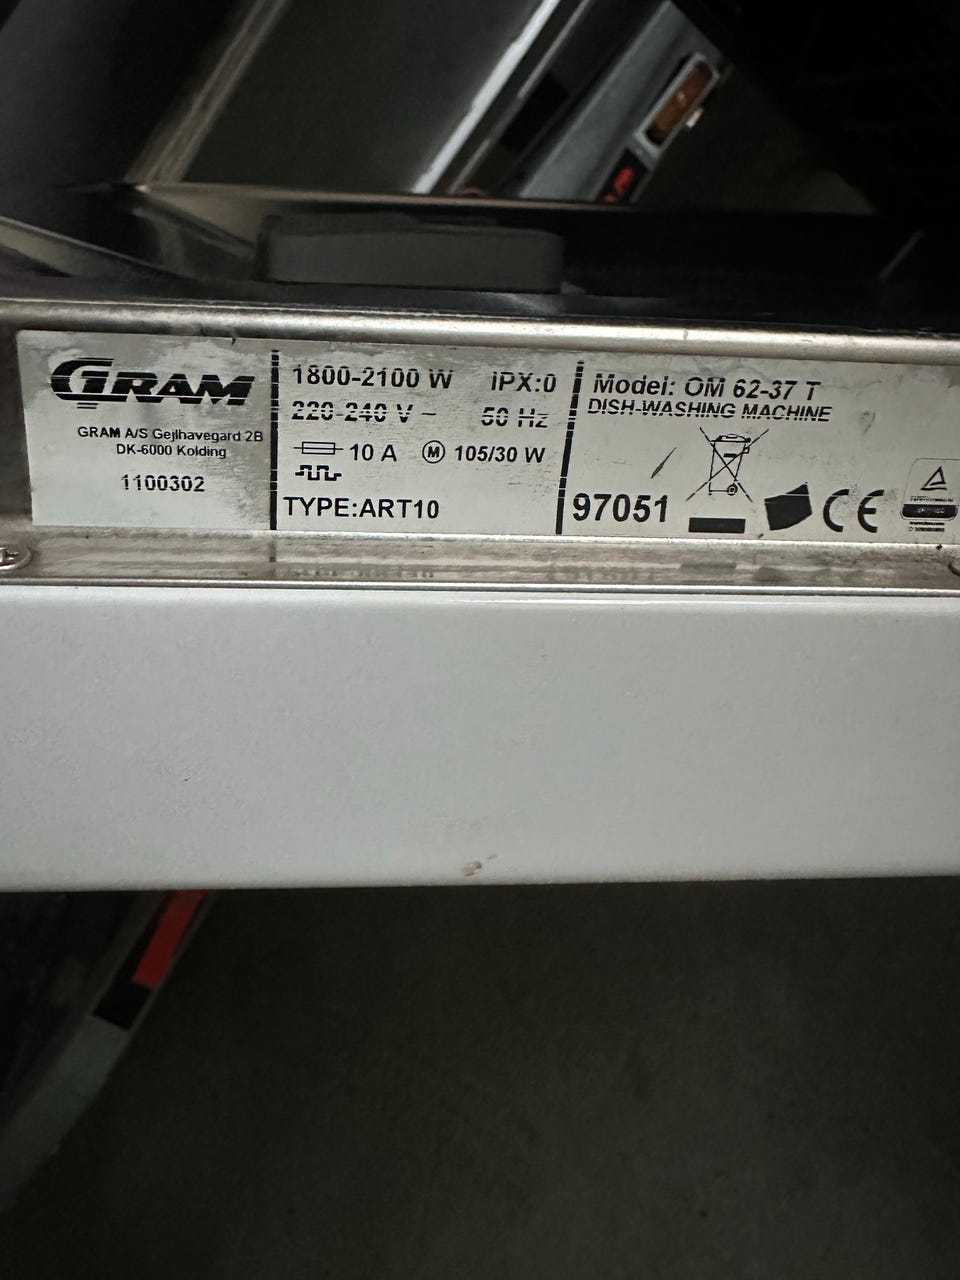 GRAM
GRAM A/S Gejlhavegard 2B
DK-6000 Kolding
1100302
1800-2100 W IPX:0
220-240 V ~ 50 Hz
10 A M 105/30 W
TYPE:ART10
Model: OM 62-37 T
DISH-WASHING MACHINE
97051
CE